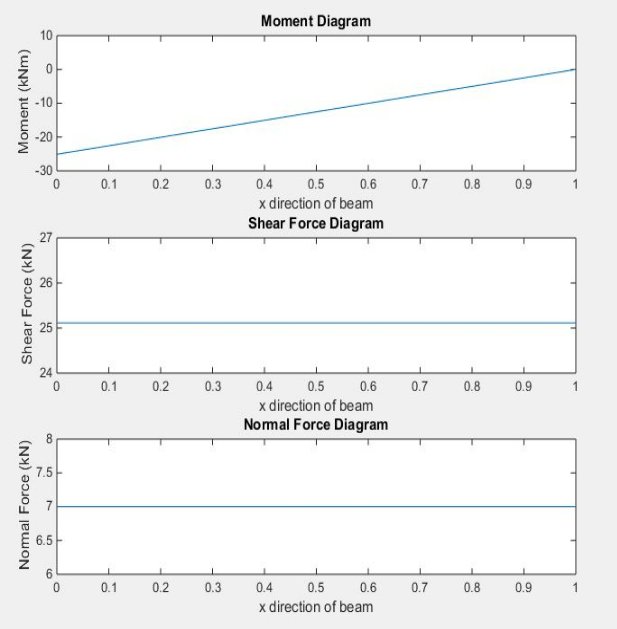 Moment Diagram
Moment (kNm)
10
0
-10
-20
-30
0 0.1 0.2 0.3 0.4 0.5 0.6 0.7 0.8 0.9 1
x direction of beam
Shear Force Diagram
Shear Force (kN)
27
26
25
24
0 0.1 0.2 0.3 0.4 0.5 0.6 0.7 0.8 0.9 1
x direction of beam
Normal Force Diagram
Normal Force (kN)
8
7.5
7
6.5
6
0 0.1 0.2 0.3 0.4 0.5 0.6 0.7 0.8 0.9 1
x direction of beam